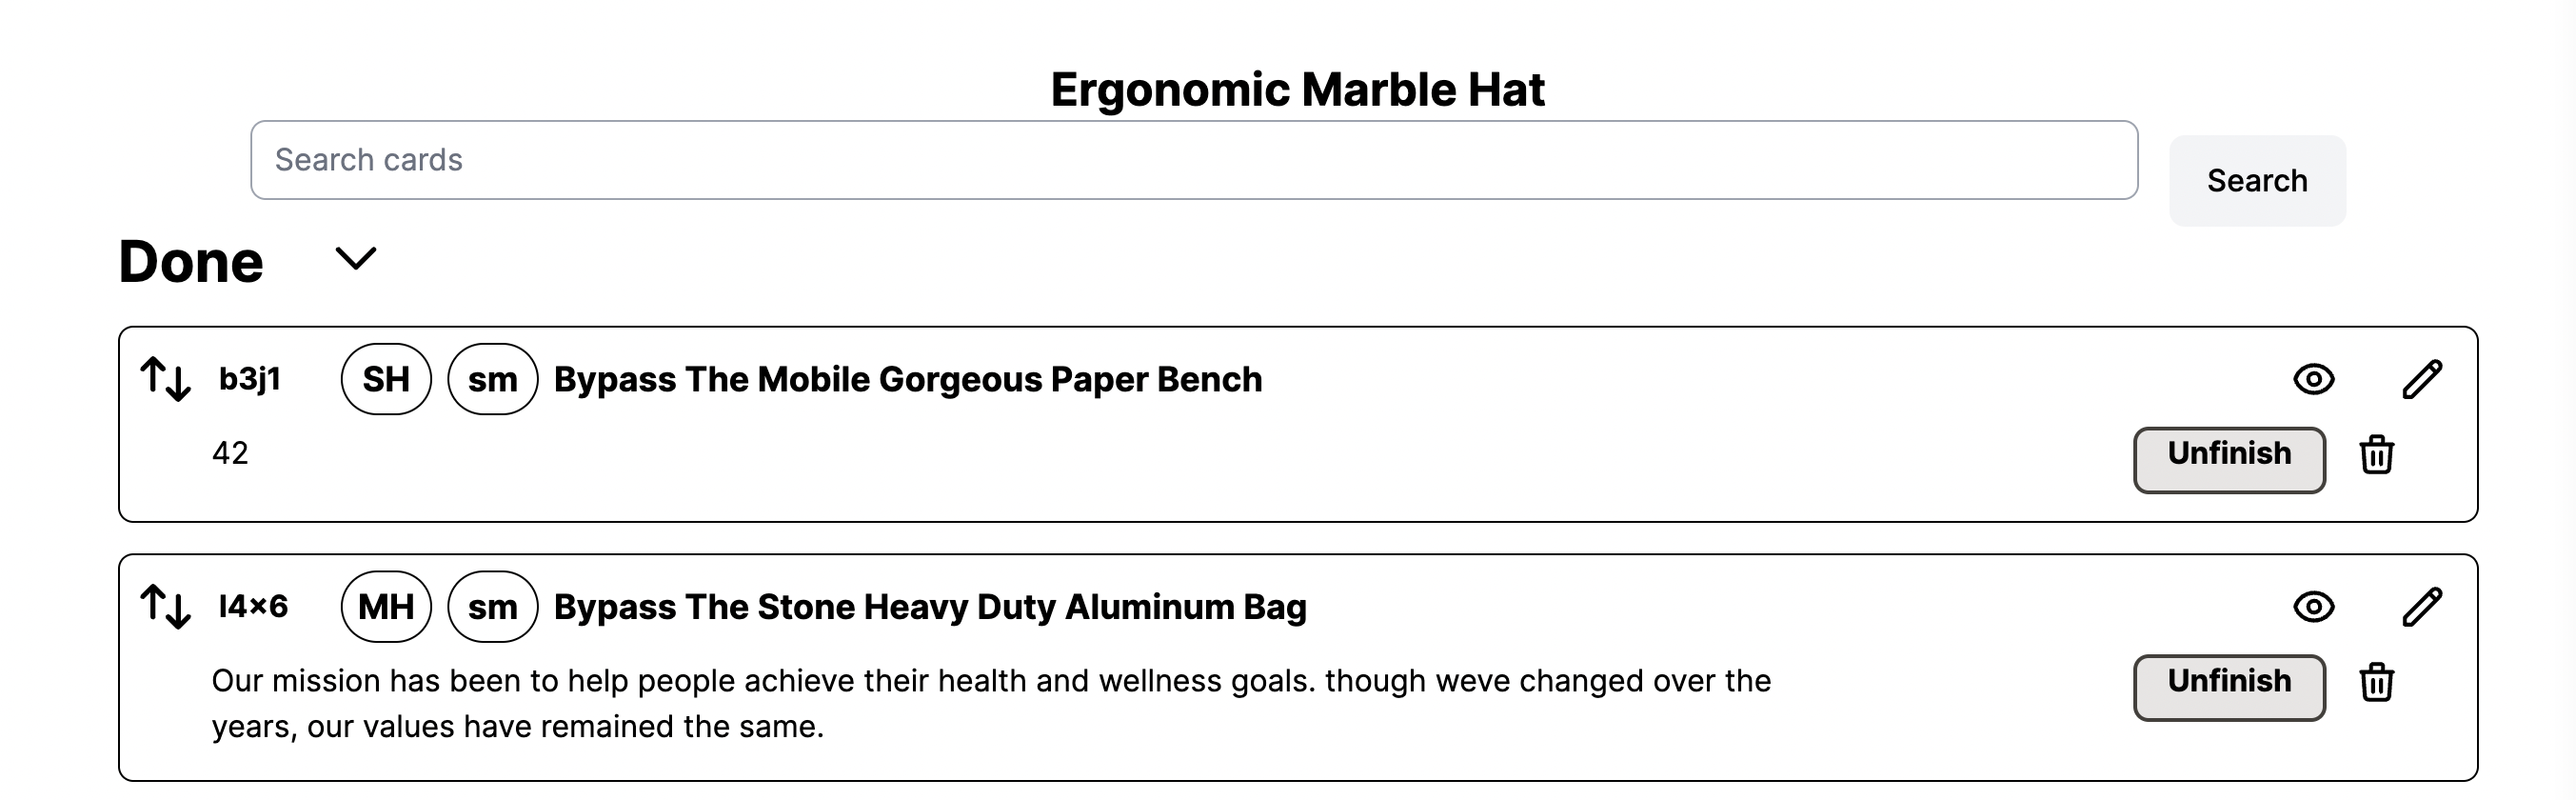 Ergonomic Marble Hat
Search cards
Search
Done
b3j1 SH sm Bypass The Mobile Gorgeous Paper Bench
42
Unfinish
l4x6 MH sm Bypass The Stone Heavy Duty Aluminum Bag
Our mission has been to help people achieve their health and wellness goals. though weve changed over the
years, our values have remained the same.
Unfinish